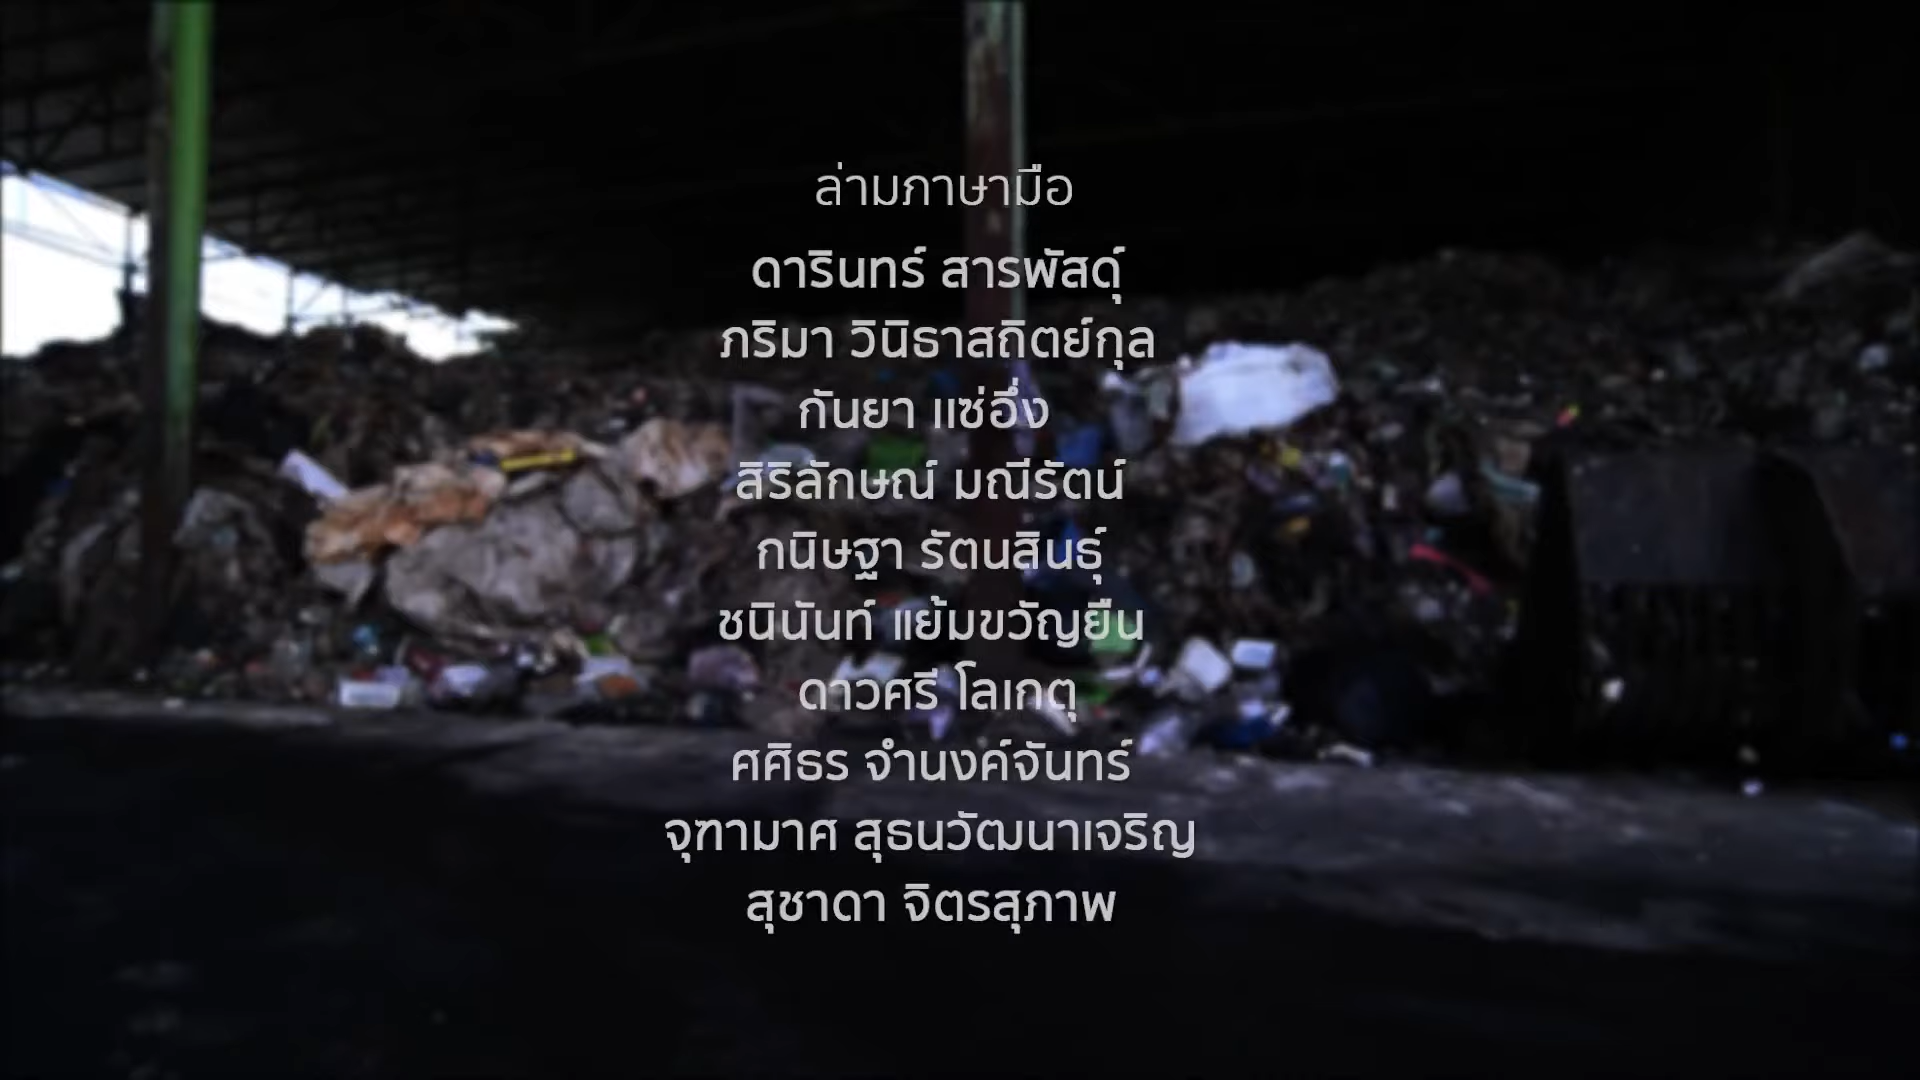 ล่ามภาษามือ
ดารินทร์ สารพัสดุ์
ภริมา วินิธาสถิตย์กุล
กันยา แซ่อึ่ง
สิริลักษณ์ มณีรัตน์
กนิษฐา รัตนสินธุ์
ชนินันท์ แย้มขวัญยืน
ดาวศรี โลเกตุ
ศศิธร จำนงค์จันทร์
จุฑามาศ สุธนวัฒนาเจริญ
สุชาดา จิตรสุภาพ